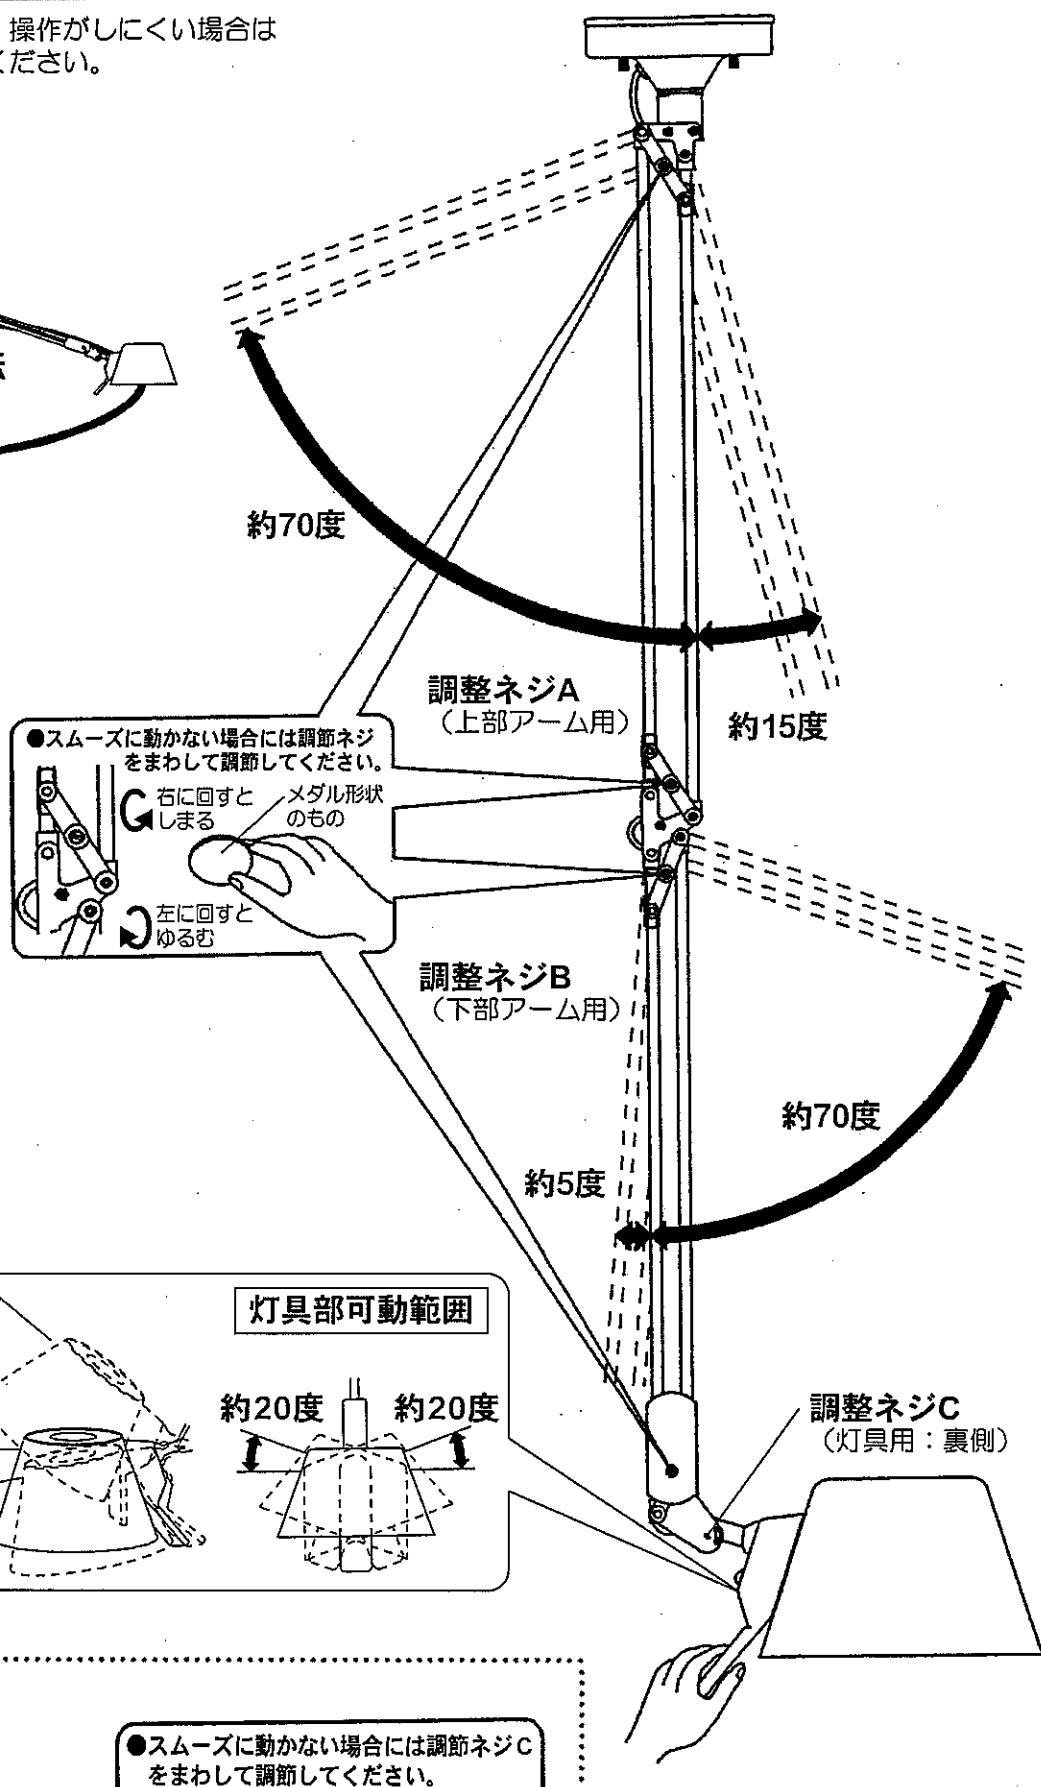 操作がしにくい場合は
ください。
約70度
約15度
調整ネジA
（上部アーム用）
●スムーズに動かない場合には調節ネジ
をまわして調節してください。
右に回すと
しまる
メダル形状
のもの
左に回すと
ゆるむ
調整ネジB
（下部アーム用）
約70度
約5度
灯具部可動範囲
約20度
約20度
調整ネジC
（灯具用：裏側）
●スムーズに動かない場合には調節ネジC
をまわして調節してください。